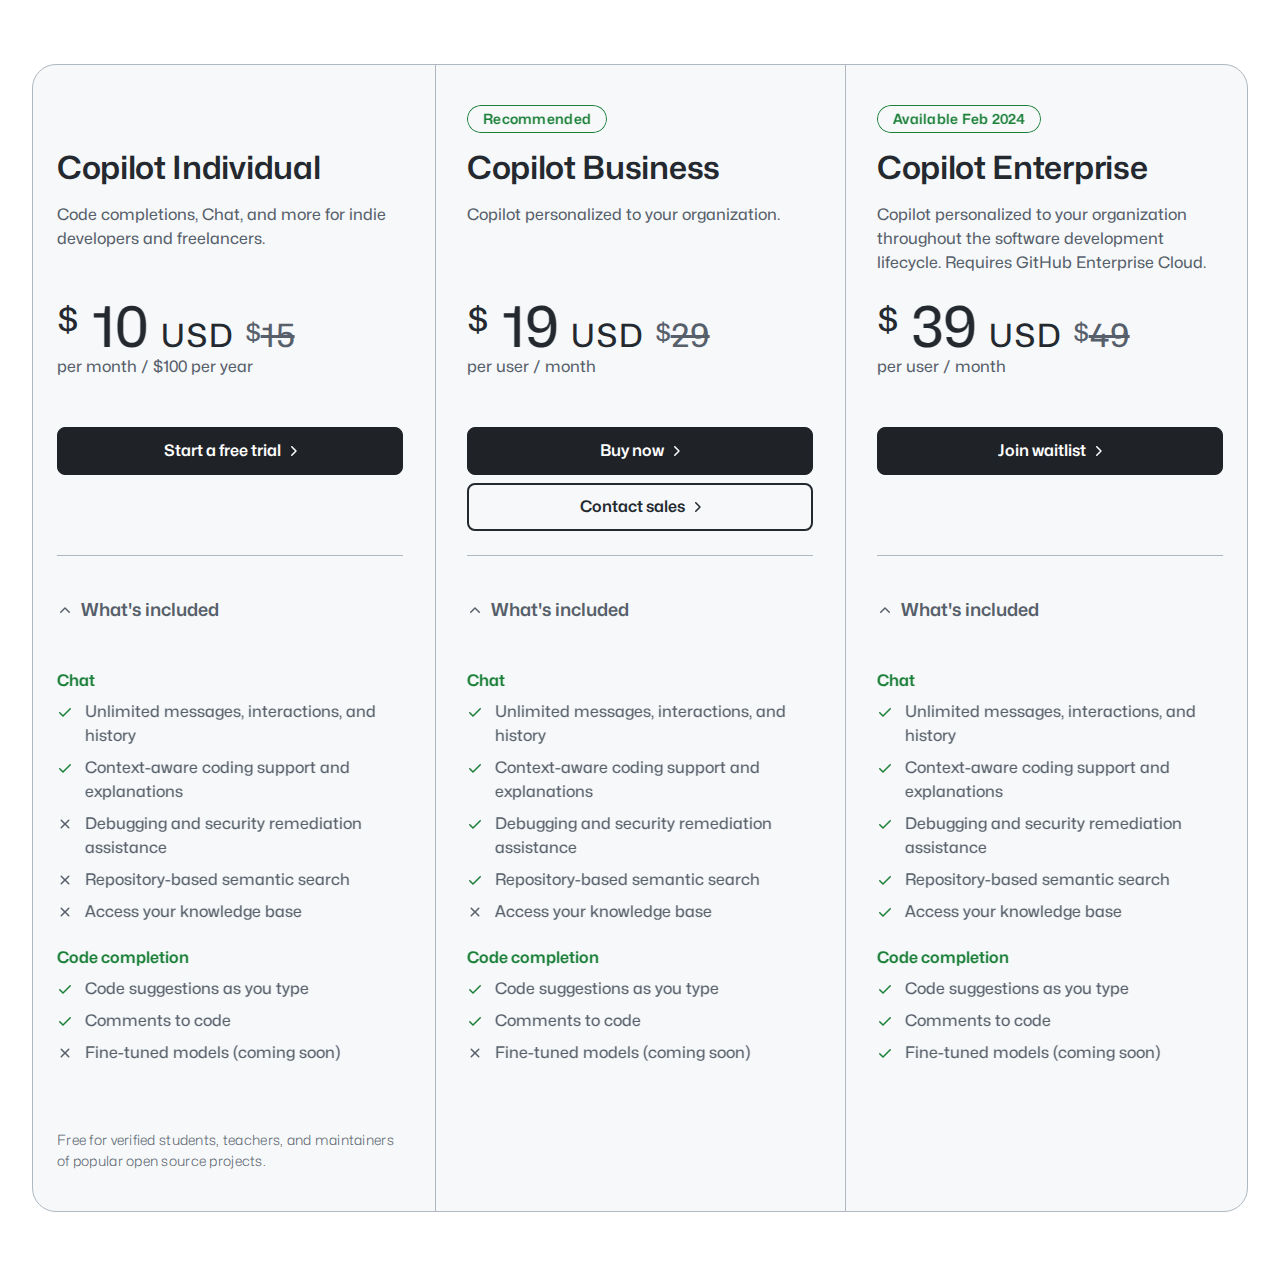 Copilot Individual
Code completions, Chat, and more for indie
developers and freelancers.
$ 10 USD $15
per month / $100 per year
Start a free trial
What's included
Chat
Unlimited messages, interactions, and
history
Context-aware coding support and
explanations
Debugging and security remediation
assistance
Repository-based semantic search
Access your knowledge base
Code completion
Code suggestions as you type
Comments to code
Fine-tuned models (coming soon)
Free for verified students, teachers, and maintainers
of popular open source projects.
Recommended
Copilot Business
Copilot personalized to your organization.
$ 19 USD $29
per user / month
Buy now
Contact sales
What's included
Chat
Unlimited messages, interactions, and
history
Context-aware coding support and
explanations
Debugging and security remediation
assistance
Repository-based semantic search
Access your knowledge base
Code completion
Code suggestions as you type
Comments to code
Fine-tuned models (coming soon)
Available Feb 2024
Copilot Enterprise
Copilot personalized to your organization
throughout the software development
lifecycle. Requires GitHub Enterprise Cloud.
$ 39 USD $49
per user / month
Join waitlist
What's included
Chat
Unlimited messages, interactions, and
history
Context-aware coding support and
explanations
Debugging and security remediation
assistance
Repository-based semantic search
Access your knowledge base
Code completion
Code suggestions as you type
Comments to code
Fine-tuned models (coming soon)